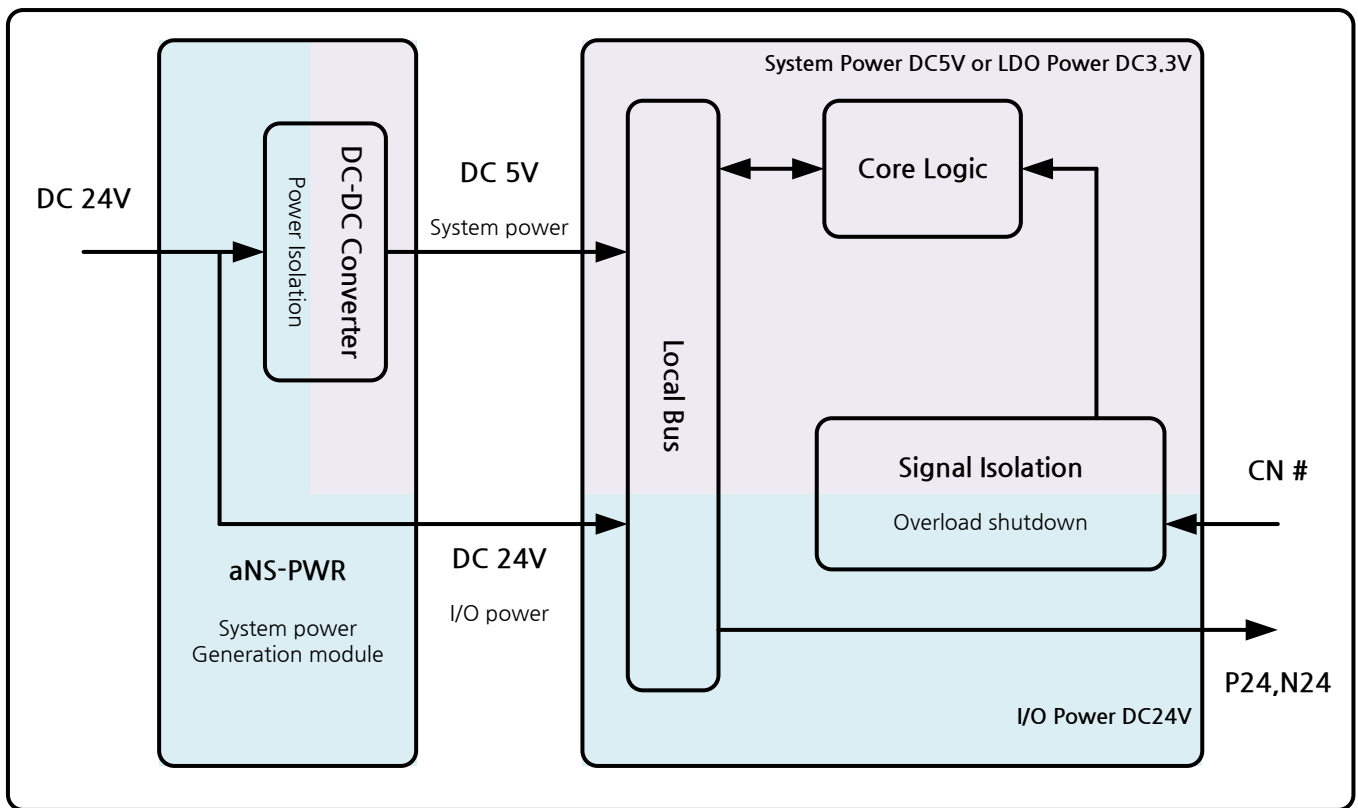 System Power DC5V or LDO Power DC3.3V
DC 24V
Power Isolation
DC-DC Converter
DC 5V
System power
Local Bus
Core Logic
Signal Isolation
Overload shutdown
CN #
aNS-PWR
System power
Generation module
DC 24V
I/O power
P24,N24
I/O Power DC24V